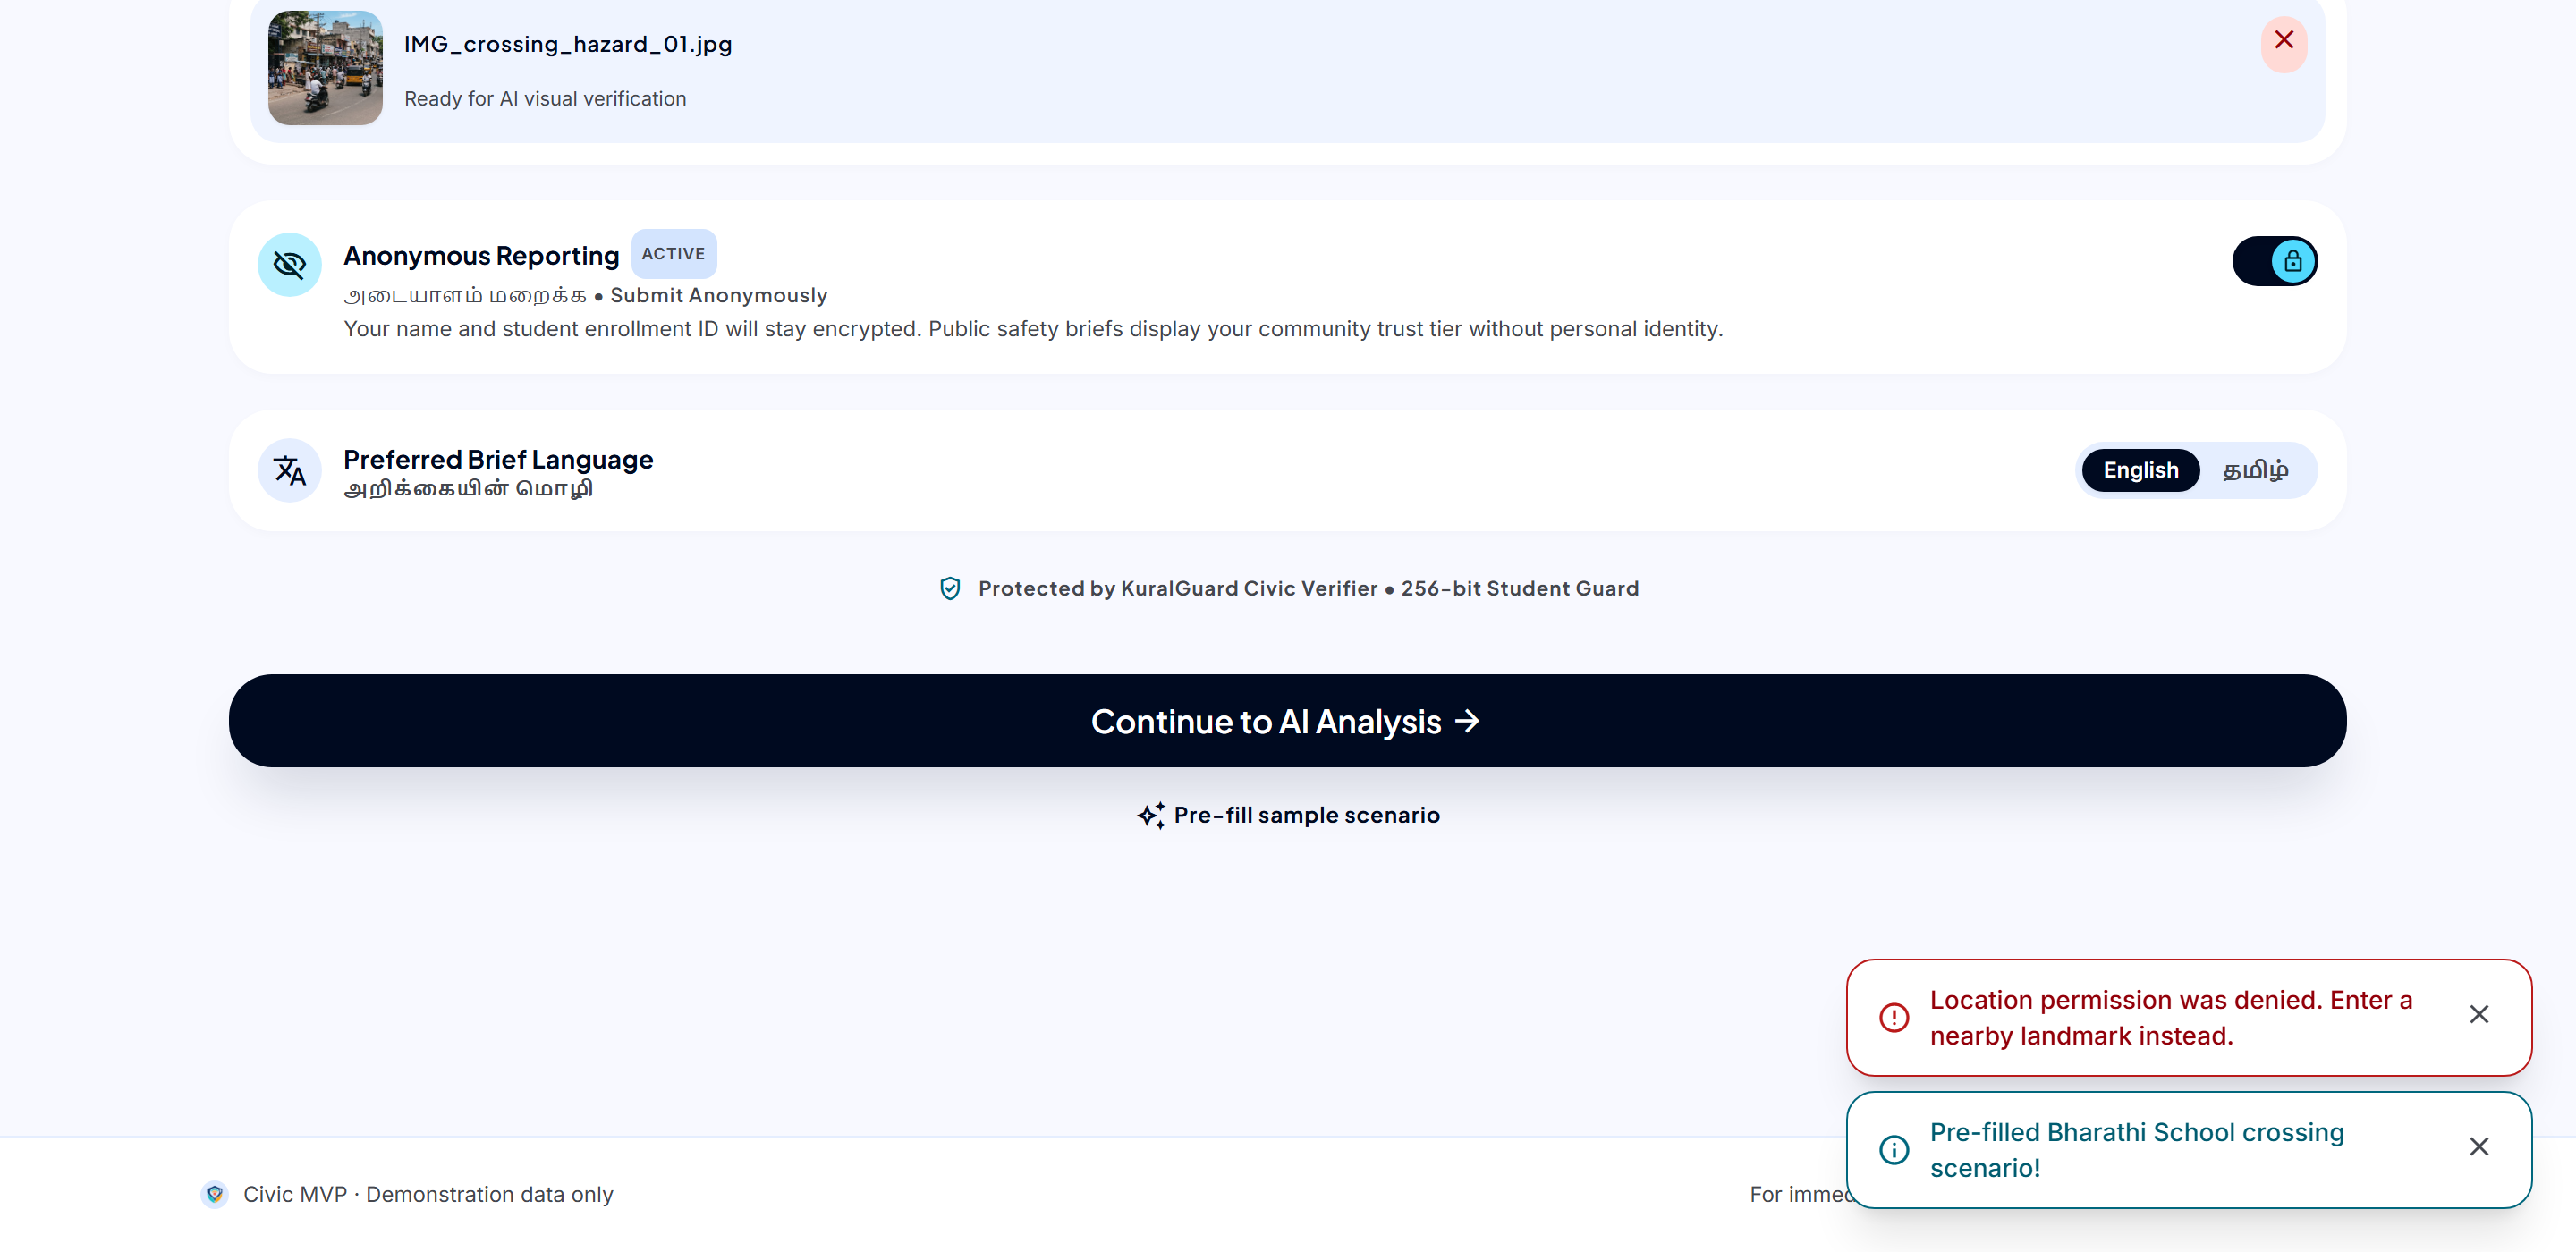 IMG_crossing_hazard_01.jpg
Ready for AI visual verification
Anonymous Reporting ACTIVE
அடையாளம் மறைக்க • Submit Anonymously
Your name and student enrollment ID will stay encrypted. Public safety briefs display your community trust tier without personal identity.
Preferred Brief Language
அறிக்கையின் மொழி
English தமிழ்
Protected by KuralGuard Civic Verifier • 256-bit Student Guard
Continue to AI Analysis →
Pre-fill sample scenario
Location permission was denied. Enter a
nearby landmark instead.
Pre-filled Bharathi School crossing
scenario!
Civic MVP · Demonstration data only
For immed